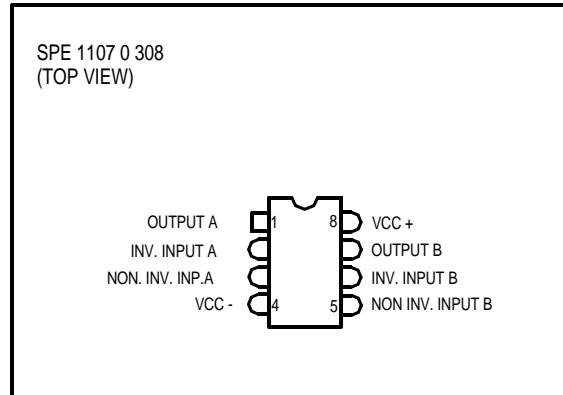 SPE 1107 0 308
(TOP VIEW)
OUTPUT A 1 8 VCC +
INV. INPUT A OUTPUT B
NON. INV. INP.A INV. INPUT B
VCC - 4 5 NON INV. INPUT B